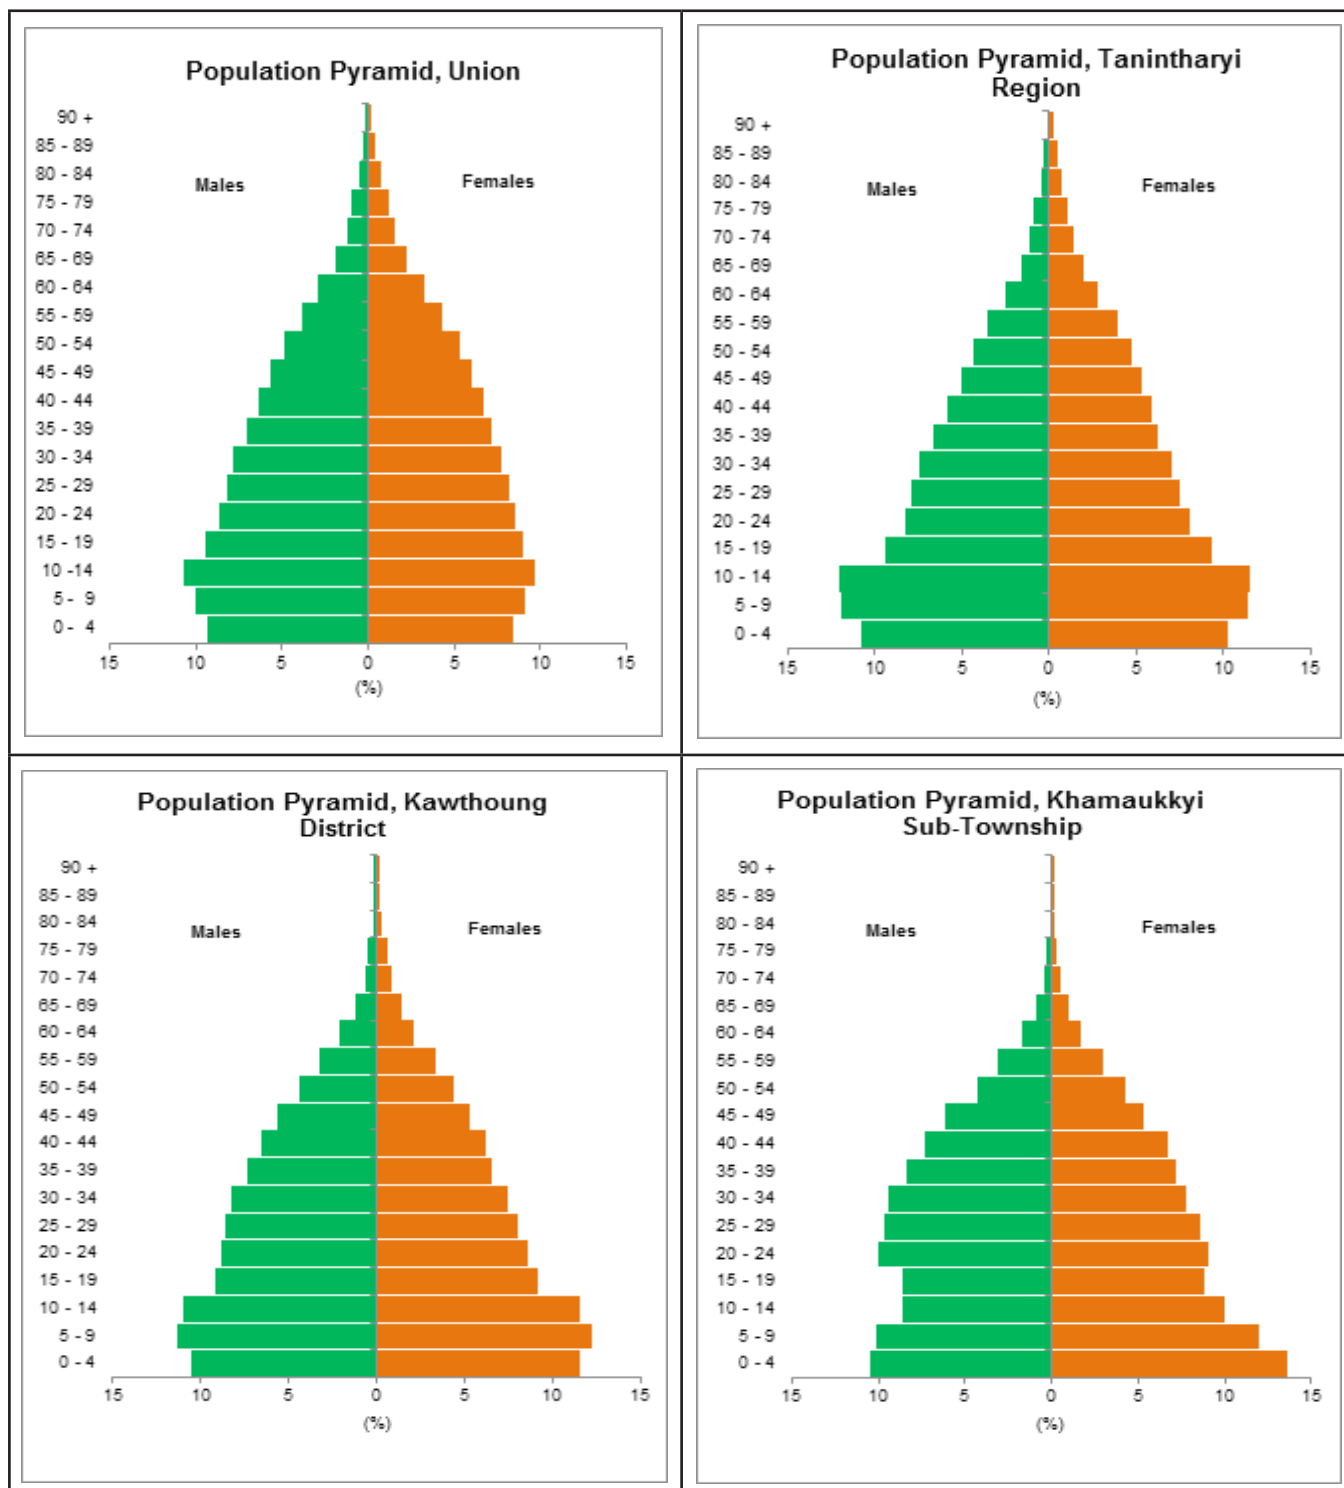 Population Pyramid, Union
90 +
85 - 89
80 - 84
75 - 79
70 - 74
65 - 69
60 - 64
55 - 59
50 - 54
45 - 49
40 - 44
35 - 39
30 - 34
25 - 29
20 - 24
15 - 19
10 -14
5 - 9
0 - 4
Males
Females
15 10 5 0 5 10 15
(%)
Population Pyramid, Tanintharyi
Region
90 +
85 - 89
80 - 84
75 - 79
70 - 74
65 - 69
60 - 64
55 - 59
50 - 54
45 - 49
40 - 44
35 - 39
30 - 34
25 - 29
20 - 24
15 - 19
10 - 14
5 - 9
0 - 4
Males
Females
15 10 5 0 5 10 15
(%)
Population Pyramid, Kawthoung
District
90 +
85 - 89
80 - 84
75 - 79
70 - 74
65 - 69
60 - 64
55 - 59
50 - 54
45 - 49
40 - 44
35 - 39
30 - 34
25 - 29
20 - 24
15 - 19
10 - 14
5 - 9
0 - 4
Males
Females
15 10 5 0 5 10 15
(%)
Population Pyramid, Khamaukkyi
Sub-Township
90 +
85 - 89
80 - 84
75 - 79
70 - 74
65 - 69
60 - 64
55 - 59
50 - 54
45 - 49
40 - 44
35 - 39
30 - 34
25 - 29
20 - 24
15 - 19
10 - 14
5 - 9
0 - 4
Males
Females
15 10 5 0 5 10 15
(%)